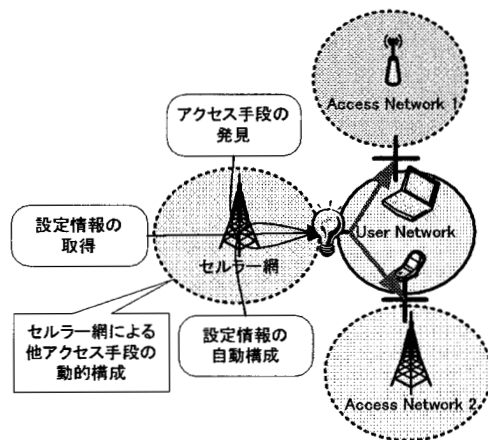 Access Network 1
アクセス手段の
発見
設定情報の
取得
User Network
セルラー網
セルラー網による
他アクセス手段の
動的構成
設定情報の
自動構成
Access Network 2